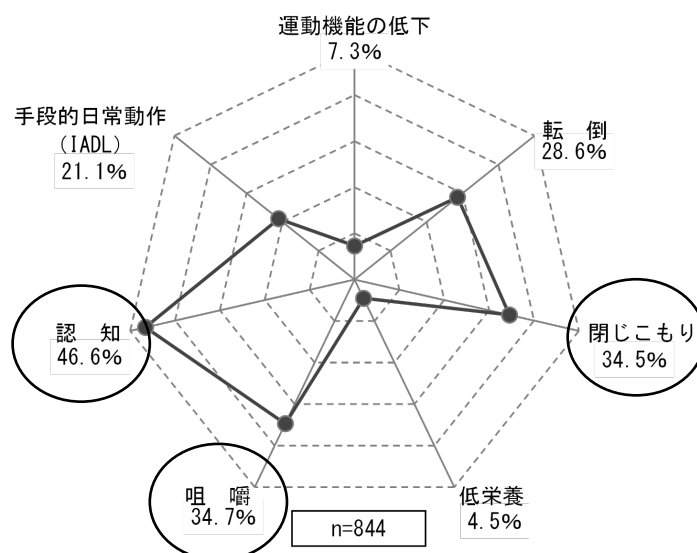 運動機能の低下
7.3%
手段的日常動作
(IADL)
21.1%
転 倒
28.6%
認 知
46.6%
閉じこもり
34.5%
咀 嚼
34.7%
低栄養
4.5%
n=844